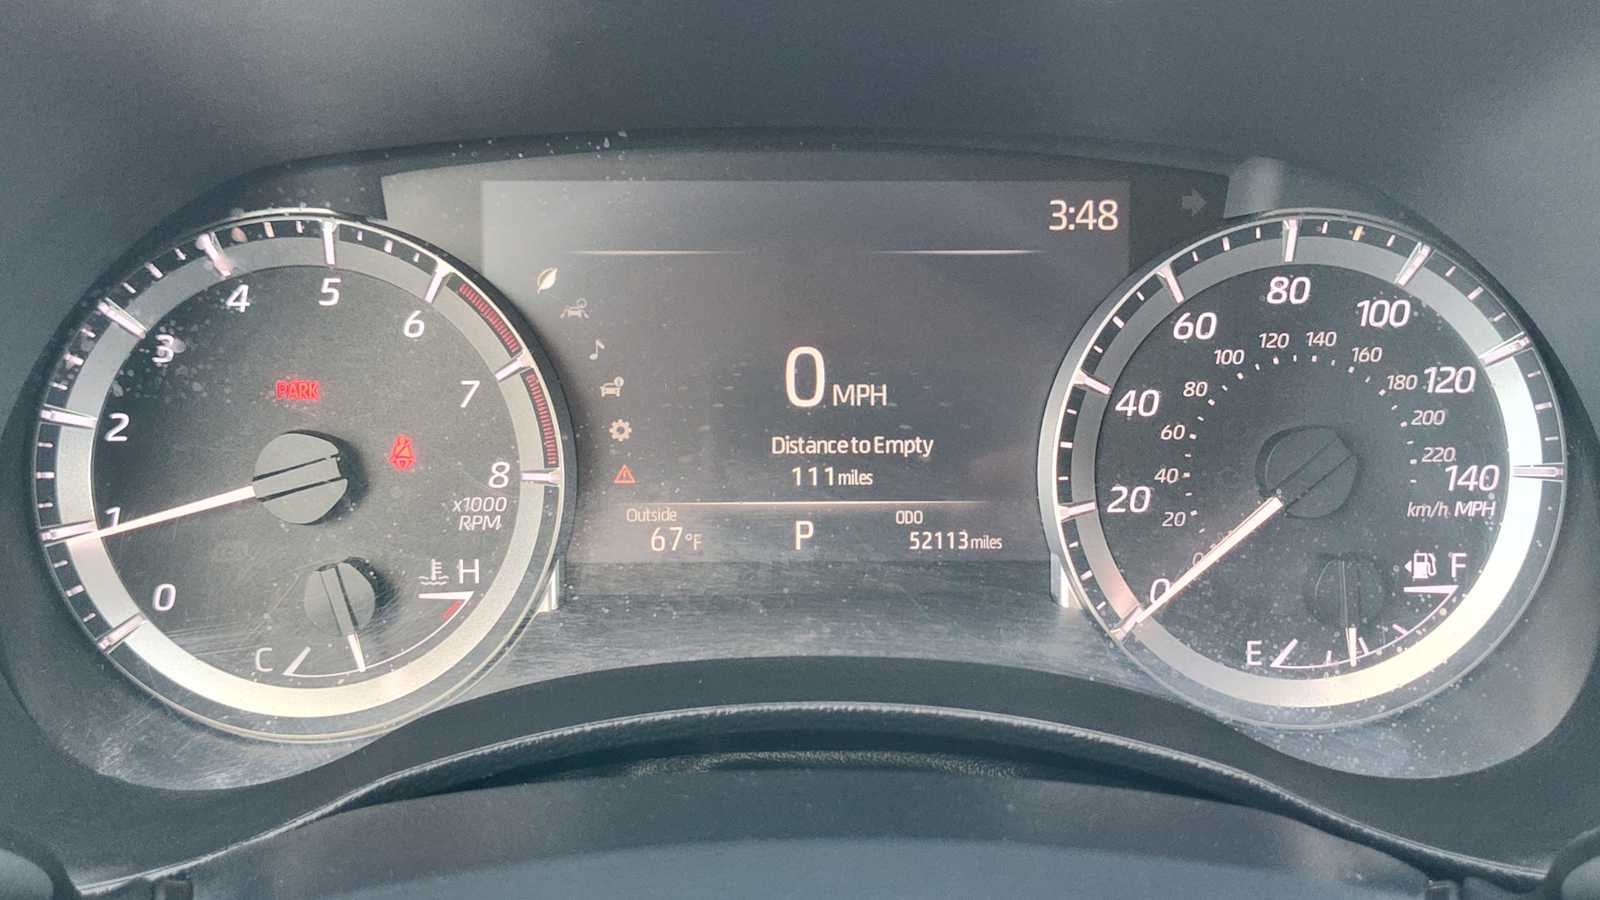 3:48
0 MPH
Distance to Empty
111 miles
Outside
67°F
P
ODO
52113 miles
PARK
0
1
2
3
4
5
6
7
8
x1000
RPM
C
H
0
20
40
60
80
100
120
140
0
20
40
60
80
100
120
140
160
180
200
220
km/h MPH
E
F